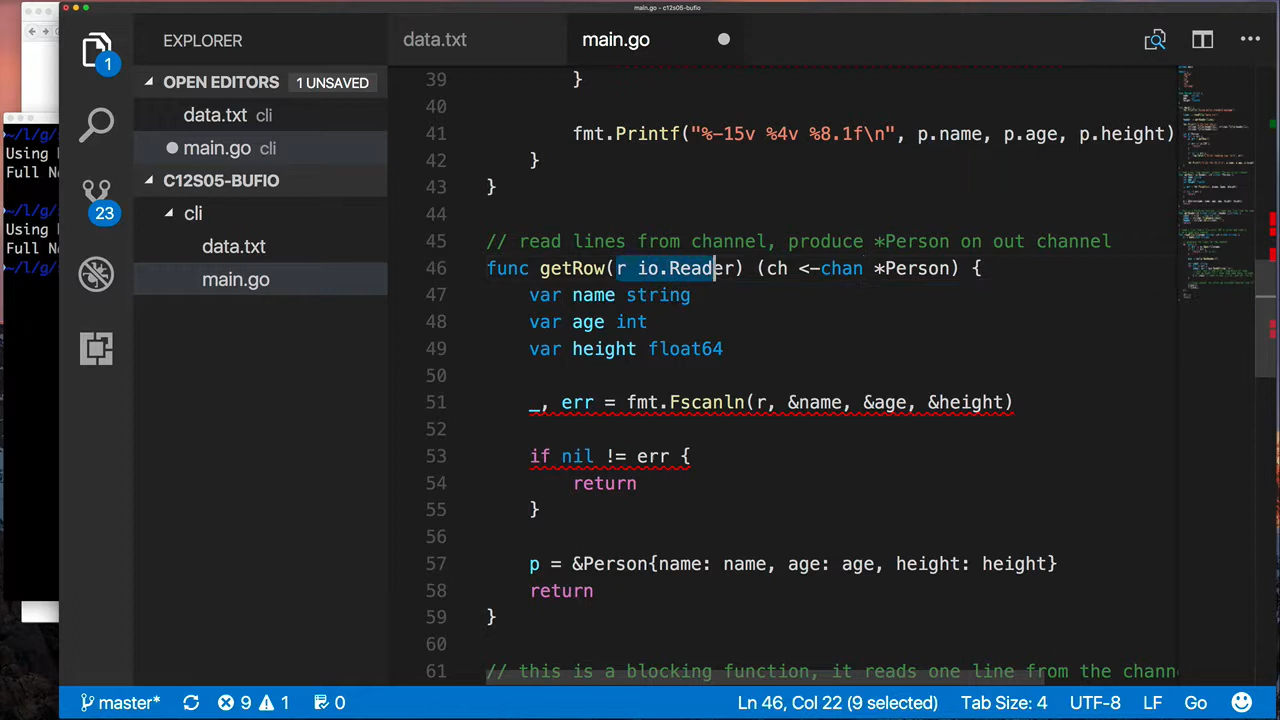 main.go - c12s05-bufio
EXPLORER
data.txt
main.go
OPEN EDITORS 1 UNSAVED
data.txt cli
main.go cli
C12S05-BUFIO
cli
data.txt
main.go
1
23
Using
Full N
Using
Full N
39 }
40
41 fmt.Printf("%-15v %4v %8.1f\n", p.name, p.age, p.height)
42 }
43 }
44
45 // read lines from channel, produce *Person on out channel
46 func getRow(r io.Reader) (ch <-chan *Person) {
47 var name string
48 var age int
49 var height float64
50
51 _, err = fmt.Fscanln(r, &name, &age, &height)
52
53 if nil != err {
54 return
55 }
56
57 p = &Person{name: name, age: age, height: height}
58 return
59 }
60
61 // this is a blocking function, it reads one line from the chann
master* 9 1 0
Ln 46, Col 22 (9 selected) Tab Size: 4 UTF-8 LF Go